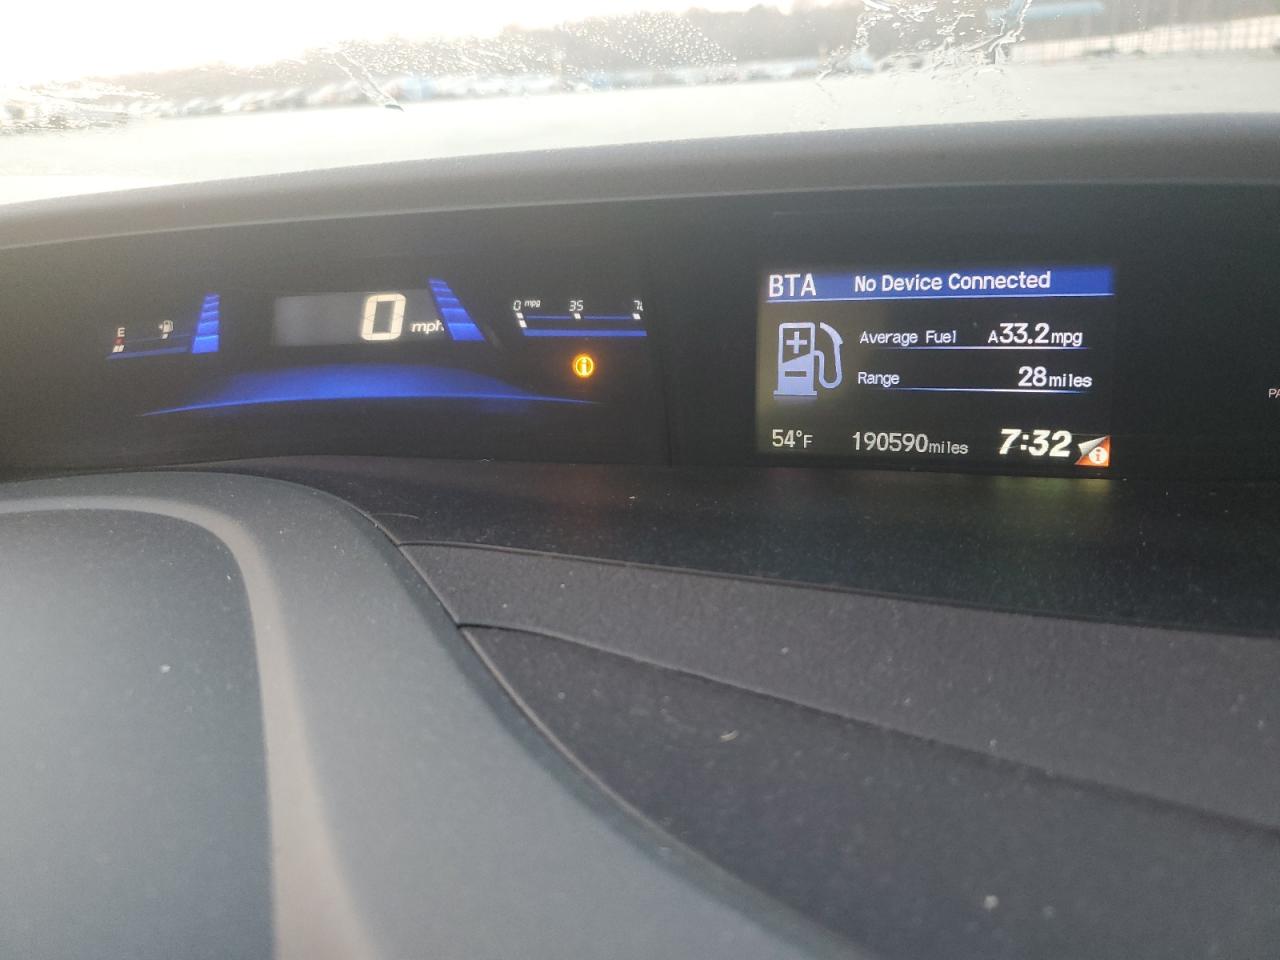 E
0 mph
0 mpg 35
BTA No Device Connected
Average Fuel A33.2mpg
Range 28miles
54°F 190590miles 7:32